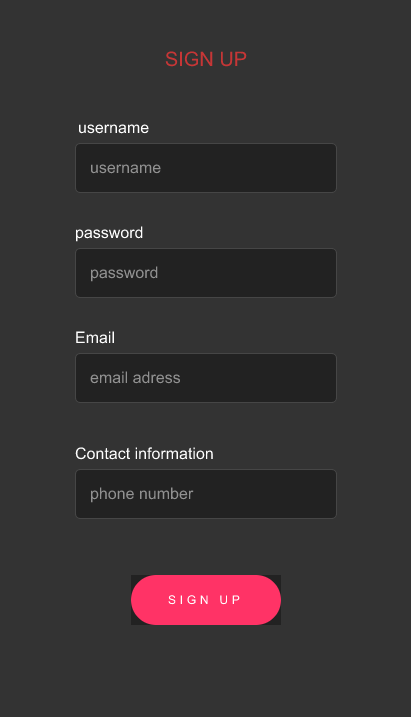 SIGN UP
username
username
password
password
Email
email adress
Contact information
phone number
SIGN UP